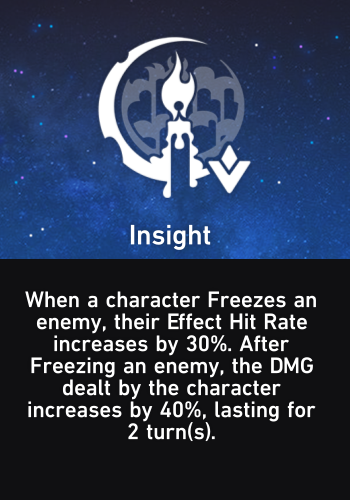 Insight
When a character Freezes an
enemy, their Effect Hit Rate
increases by 30%. After
Freezing an enemy, the DMG
dealt by the character
increases by 40%, lasting for
2 turn(s).